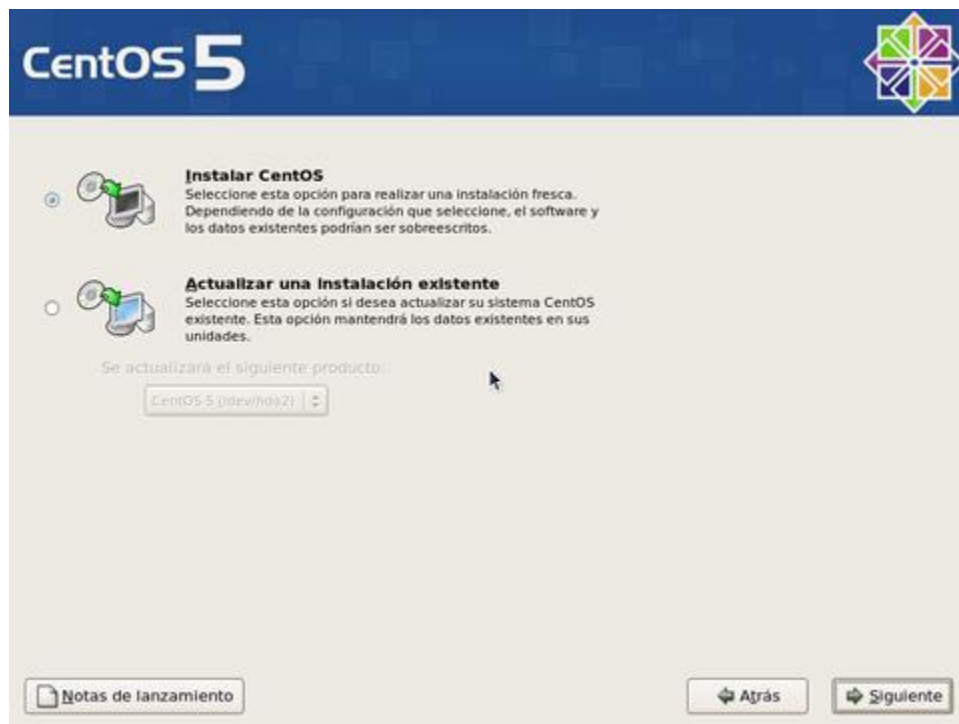 CentOS 5
Instalar CentOS
Seleccione esta opción para realizar una instalación fresca.
Dependiendo de la configuración que seleccione, el software y
los datos existentes podrían ser sobreescritos.
Actualizar una instalación existente
Seleccione esta opción si desea actualizar su sistema CentOS
existente. Esta opción mantendrá los datos existentes en sus
unidades.
Se actualizará el siguiente producto:
CentOS 5 (/dev/hda2)
Notas de lanzamiento
Atrás
Siguiente